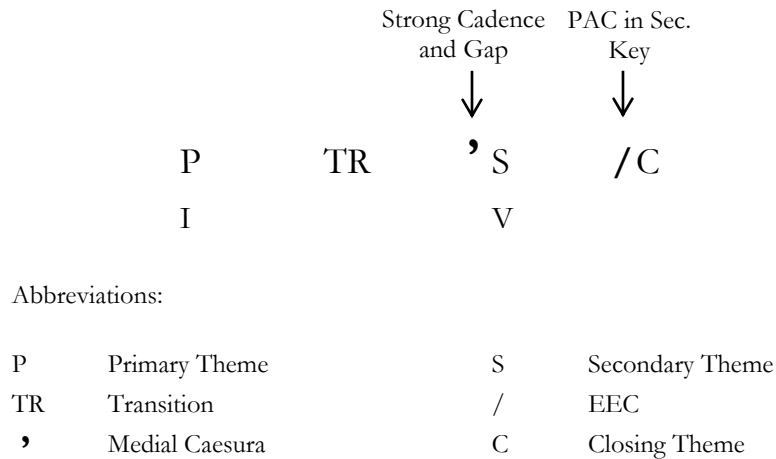 Strong Cadence and Gap
PAC in Sec. Key
P TR ’ S / C
I V
Abbreviations:
P Primary Theme S Secondary Theme
TR Transition / EEC
’ Medial Caesura C Closing Theme